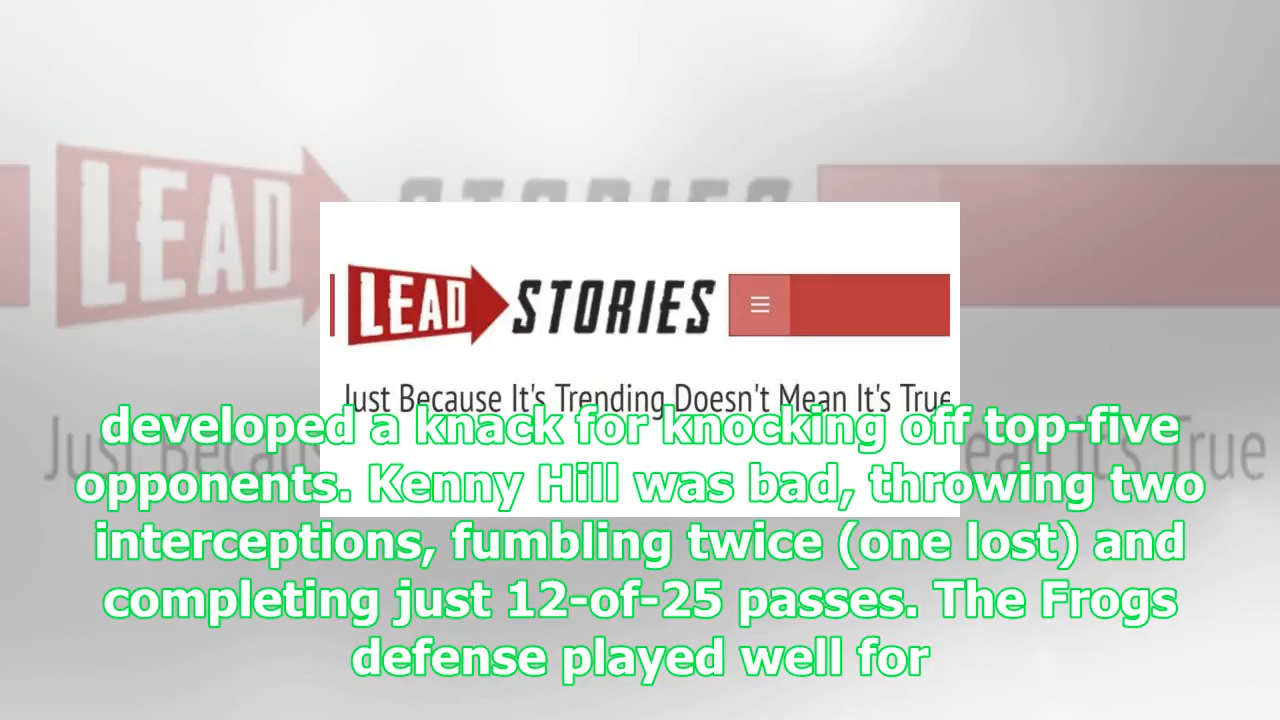 LEAD STORIES
Just Because It's Trending Doesn't Mean It's True
developed a knack for knocking off top-five
opponents. Kenny Hill was bad, throwing two
interceptions, fumbling twice (one lost) and
completing just 12-of-25 passes. The Frogs
defense played well for